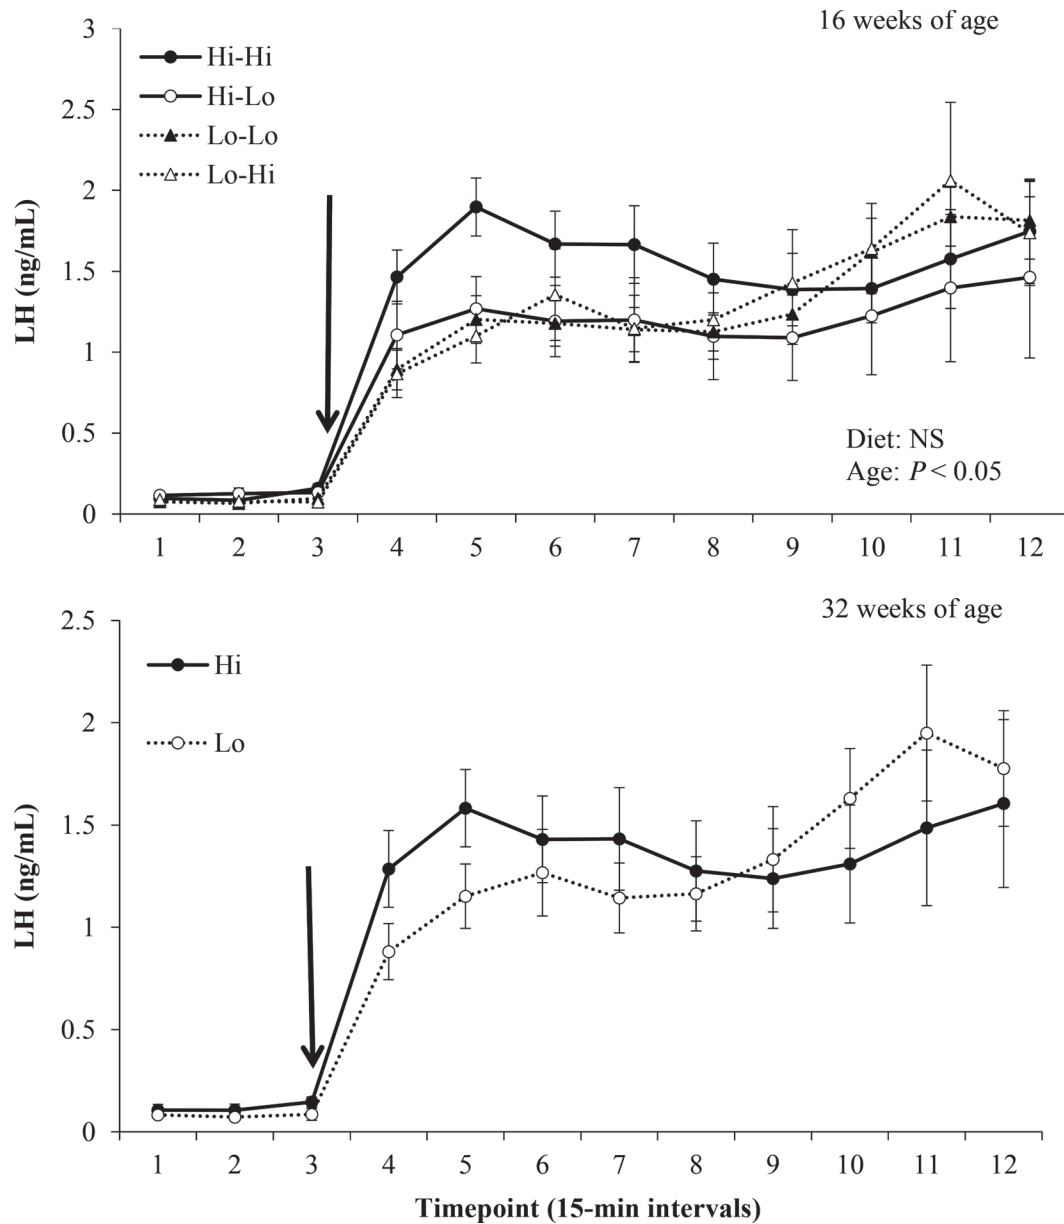 16 weeks of age
3
2.5
2
1.5
1
0.5
0
LH (ng/mL)
Hi-Hi
Hi-Lo
Lo-Lo
Lo-Hi
Diet: NS
Age: P < 0.05
1 2 3 4 5 6 7 8 9 10 11 12
32 weeks of age
2.5
2
1.5
1
0.5
0
LH (ng/mL)
Hi
Lo
1 2 3 4 5 6 7 8 9 10 11 12
Timepoint (15-min intervals)